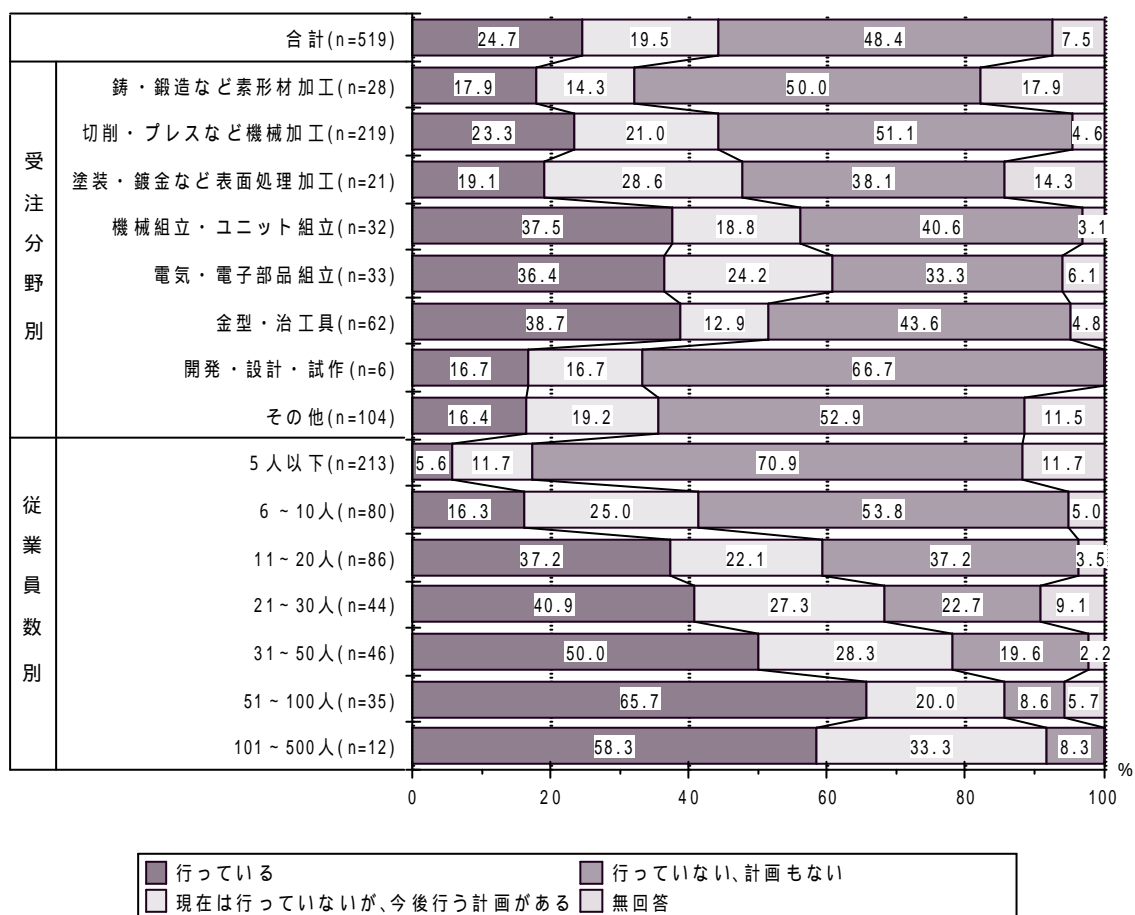 合計(n=519) 24.7 19.5 48.4 7.5
受注分野別
鋳・鍛造など素形材加工(n=28) 17.9 14.3 50.0 17.9
切削・プレスなど機械加工(n=219) 23.3 21.0 51.1 4.6
塗装・鍍金など表面処理加工(n=21) 19.1 28.6 38.1 14.3
機械組立・ユニット組立(n=32) 37.5 18.8 40.6 3.1
電気・電子部品組立(n=33) 36.4 24.2 33.3 6.1
金型・治工具(n=62) 38.7 12.9 43.6 4.8
開発・設計・試作(n=6) 16.7 16.7 66.7
その他(n=104) 16.4 19.2 52.9 11.5
従業員数別
5人以下(n=213) 5.6 11.7 70.9 11.7
6~10人(n=80) 16.3 25.0 53.8 5.0
11~20人(n=86) 37.2 22.1 37.2 3.5
21~30人(n=44) 40.9 27.3 22.7 9.1
31~50人(n=46) 50.0 28.3 19.6 2.2
51~100人(n=35) 65.7 20.0 8.6 5.7
101~500人(n=12) 58.3 33.3 8.3
0 20 40 60 80 100 %
行っている 行っていない、計画もない
現在は行っていないが、今後行う計画がある 無回答